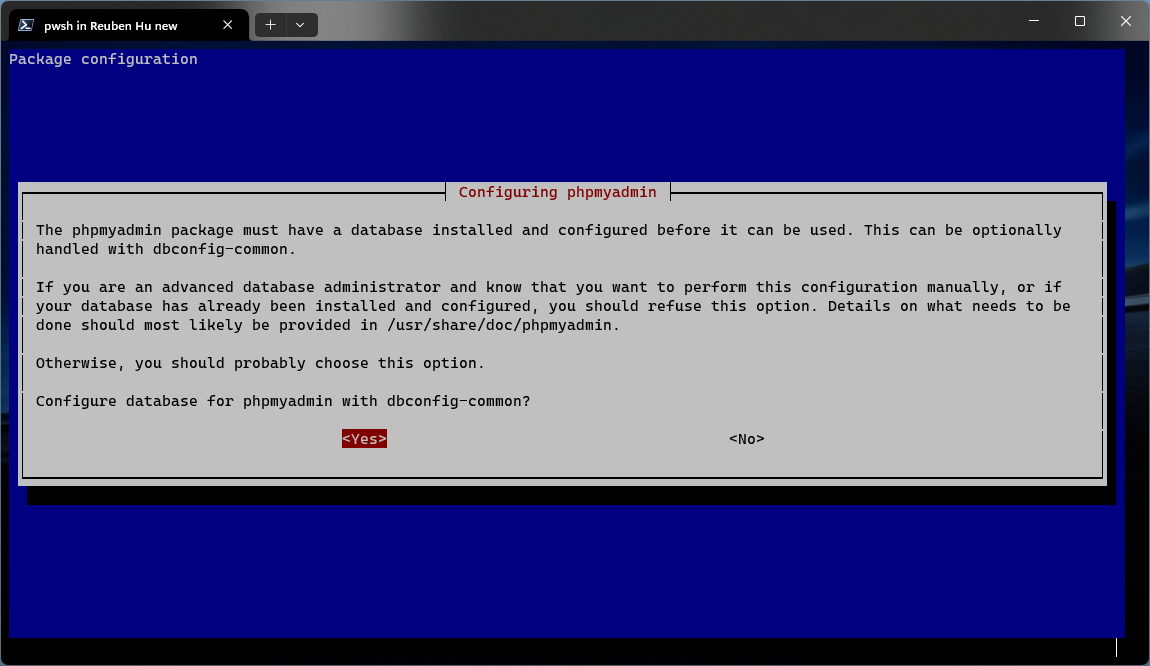 pwsh in Reuben Hu new
Package configuration
Configuring phpmyadmin
The phpmyadmin package must have a database installed and configured before it can be used. This can be optionally
handled with dbconfig-common.
If you are an advanced database administrator and know that you want to perform this configuration manually, or if
your database has already been installed and configured, you should refuse this option. Details on what needs to be
done should most likely be provided in /usr/share/doc/phpmyadmin.
Otherwise, you should probably choose this option.
Configure database for phpmyadmin with dbconfig-common?
<Yes> <No>